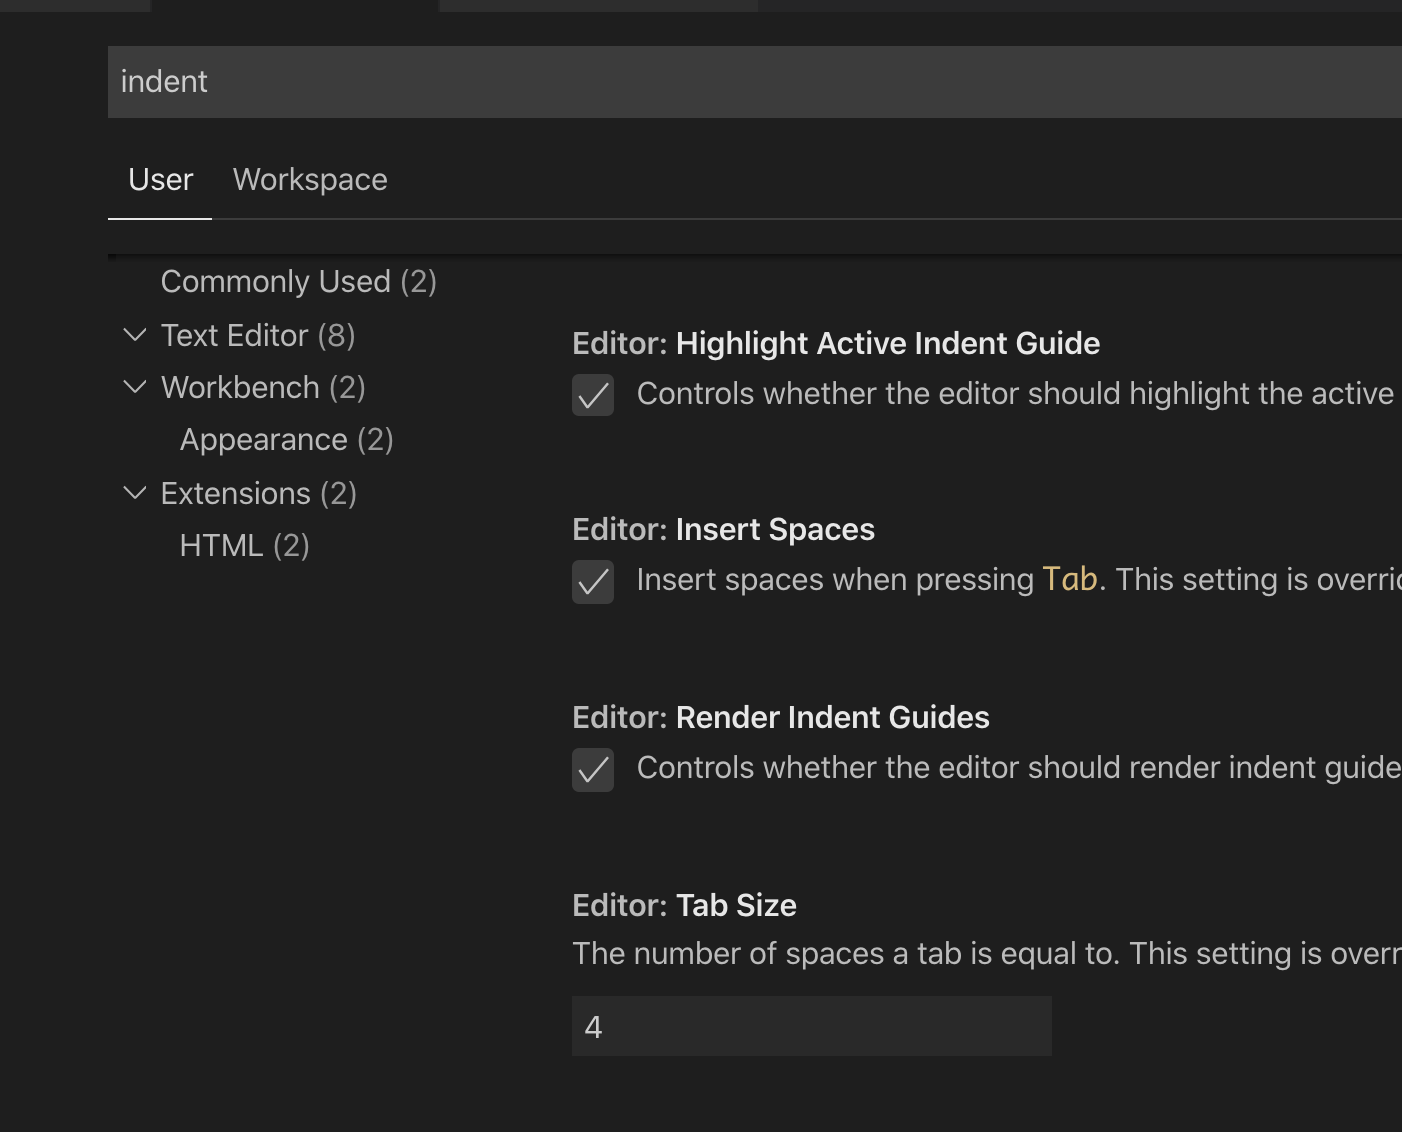 indent
User Workspace
Commonly Used (2)
Text Editor (8)
Workbench (2)
Appearance (2)
Extensions (2)
HTML (2)
Editor: Highlight Active Indent Guide
Controls whether the editor should highlight the active
Editor: Insert Spaces
Insert spaces when pressing Tab. This setting is overri
Editor: Render Indent Guides
Controls whether the editor should render indent guide
Editor: Tab Size
The number of spaces a tab is equal to. This setting is overr
4